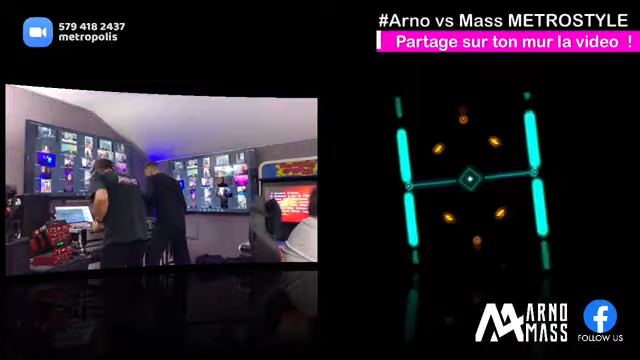 579 418 2437
metropolis
#Arno vs Mass METROSTYLE
Partage sur ton mur la video !
ARNO
MASS
FOLLOW US